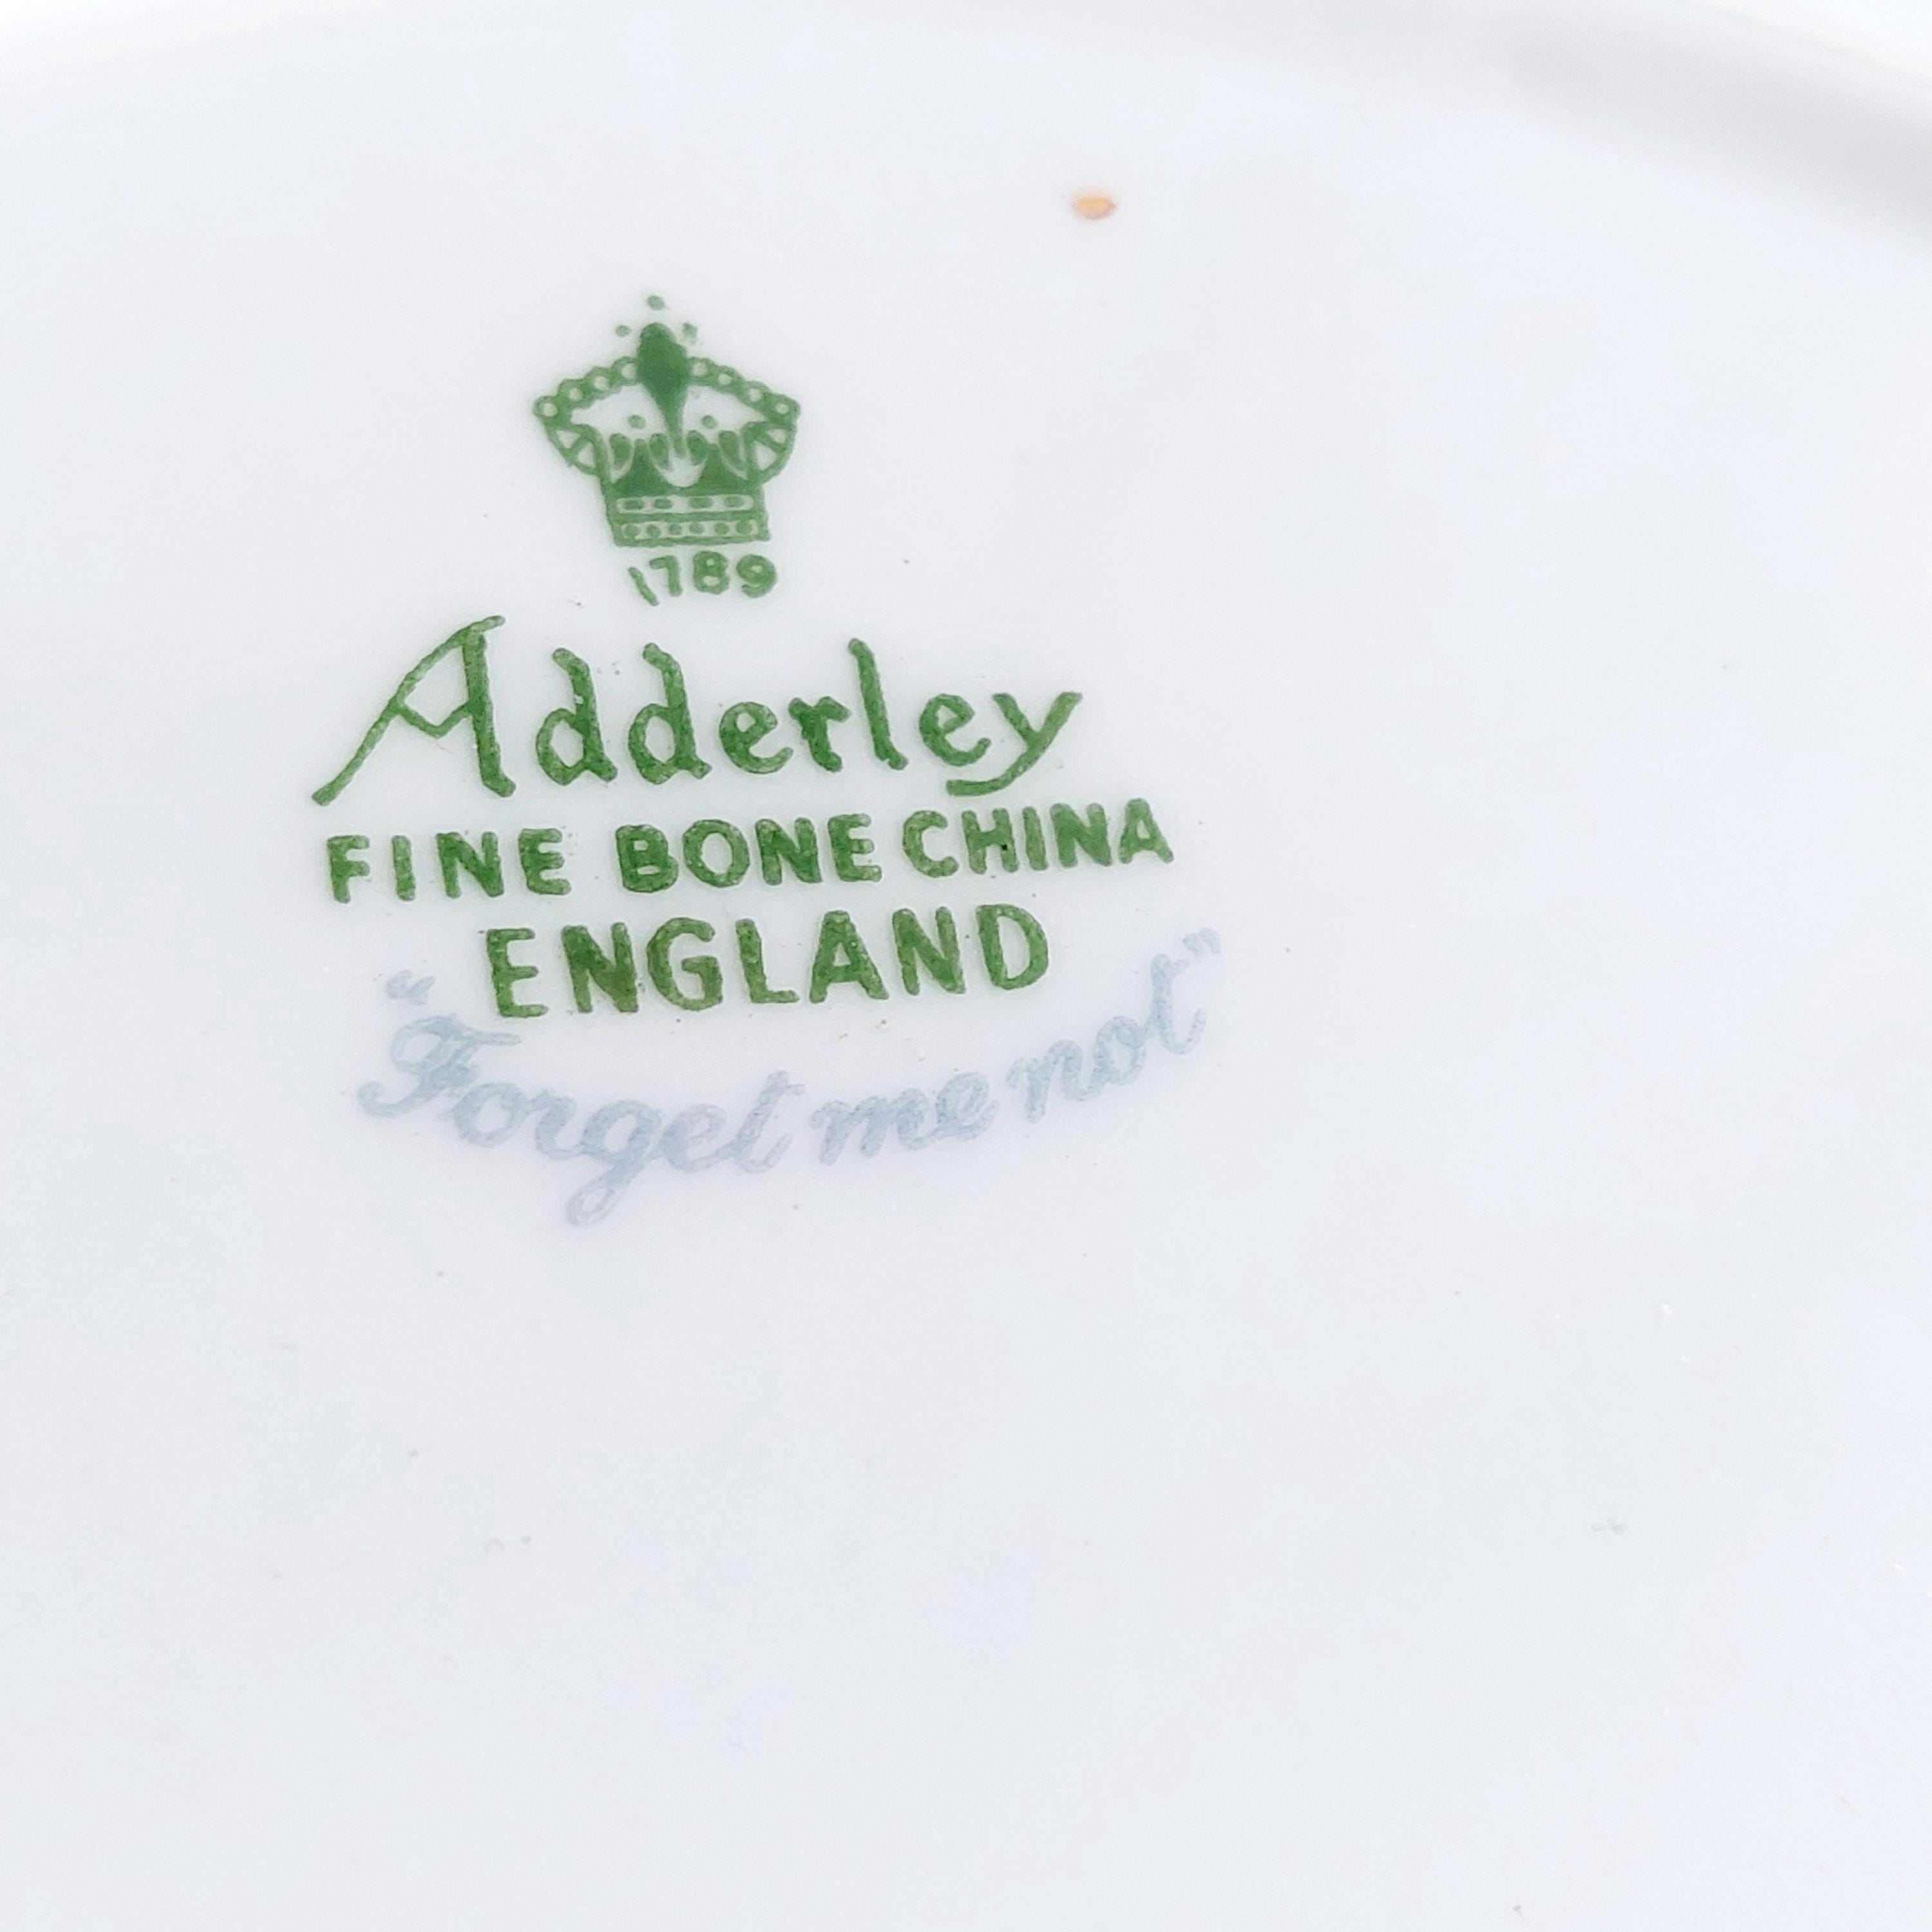 1789
Adderley
FINE BONE CHINA
ENGLAND
"Forget me not"